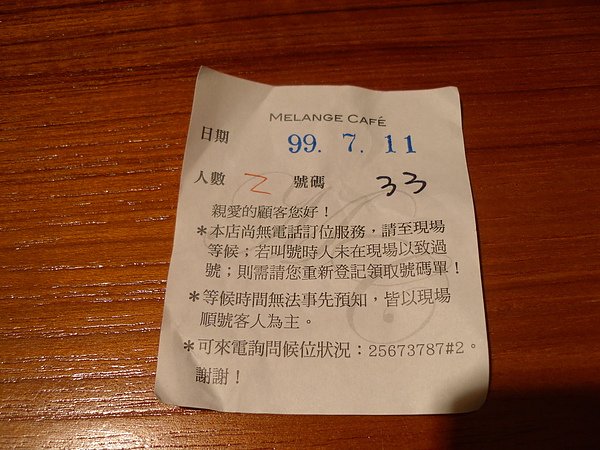 MELANGE CAFÉ
日期 99. 7. 11
人數 2 號碼 33
親愛的顧客您好！
＊本店尚無電話訂位服務，請至現場
等候；若叫號時人未在現場以致過
號；則需請您重新登記領取號碼單！
＊等候時間無法事先預知，皆以現場
順號客人為主。
＊可來電詢問候位狀況：25673787#2。
謝謝！